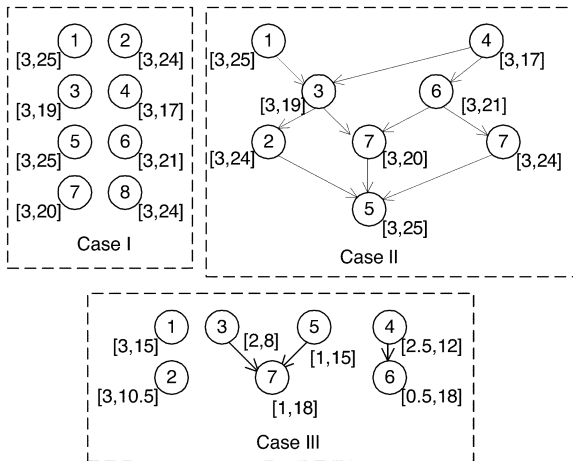 1 2
[3,25] [3,24]
3 4
[3,19] [3,17]
5 6
[3,25] [3,21]
7 8
[3,20] [3,24]
Case I
1 4
[3,25] [3,17]
3 6
[3,19] [3,21]
2 7 7
[3,24] [3,20] [3,24]
5
[3,25]
Case II
1 3 5 4
[3,15] [2,8] [1,15] [2.5,12]
2 7 6
[3,10.5] [1,18] [0.5,18]
Case III